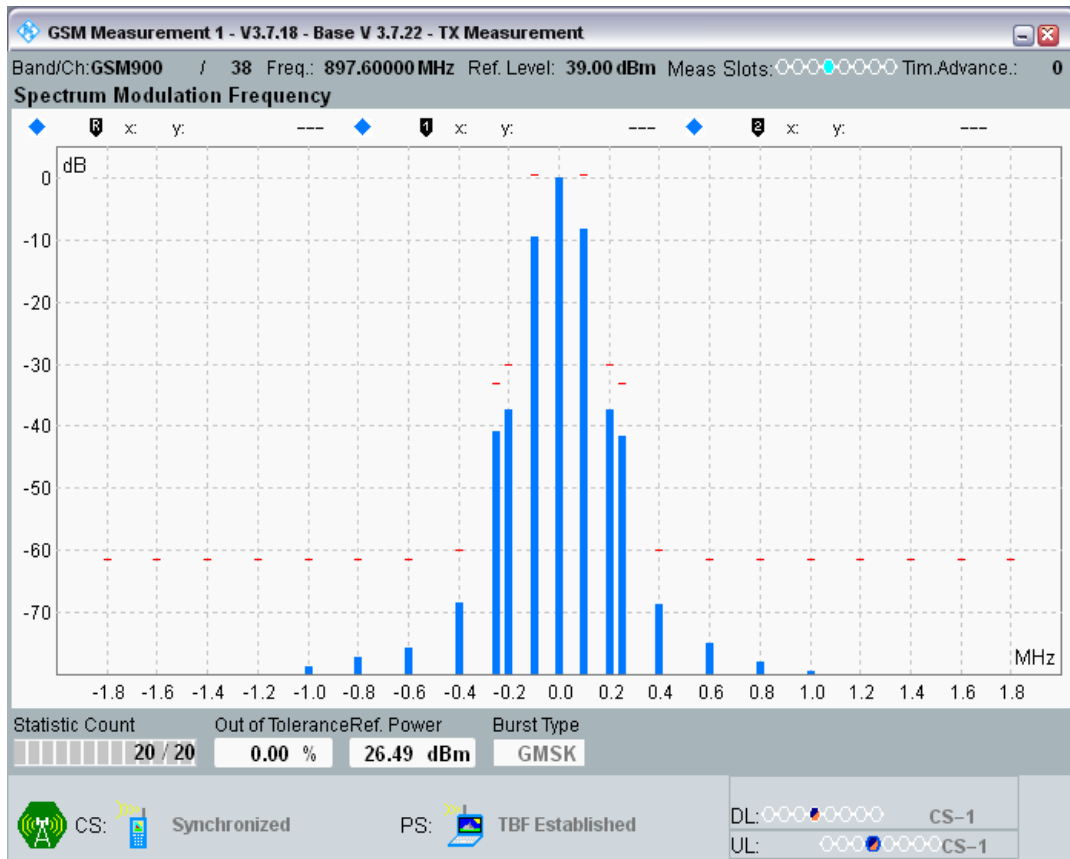 GSM Measurement 1 - V3.7.18 - Base V 3.7.22 - TX Measurement
Band/Ch:GSM900 / 38 Freq.: 897.60000 MHz Ref. Level: 39.00 dBm Meas Slots: Tim.Advance.: 0
Spectrum Modulation Frequency
R x: y: --- 1 x: y: --- 2 x: y: ---
dB
0
-10
-20
-30
-40
-50
-60
-70
MHz
-1.8 -1.6 -1.4 -1.2 -1.0 -0.8 -0.6 -0.4 -0.2 0.0 0.2 0.4 0.6 0.8 1.0 1.2 1.4 1.6 1.8
Statistic Count Out of Tolerance Ref. Power Burst Type
20 / 20 0.00 % 26.49 dBm GMSK
CS: Synchronized PS: TBF Established
DL: CS-1
UL: CS-1